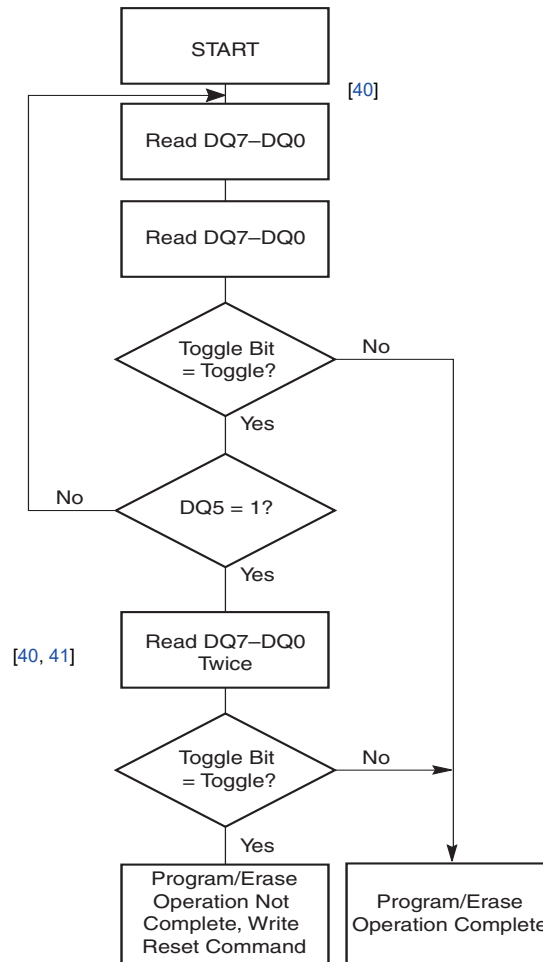 START
[40]
Read DQ7–DQ0
Read DQ7–DQ0
Toggle Bit
= Toggle?
No
Yes
No
DQ5 = 1?
Yes
[40, 41]
Read DQ7–DQ0
Twice
Toggle Bit
= Toggle?
No
Yes
Program/Erase
Operation Not
Complete, Write
Reset Command
Program/Erase
Operation Complete